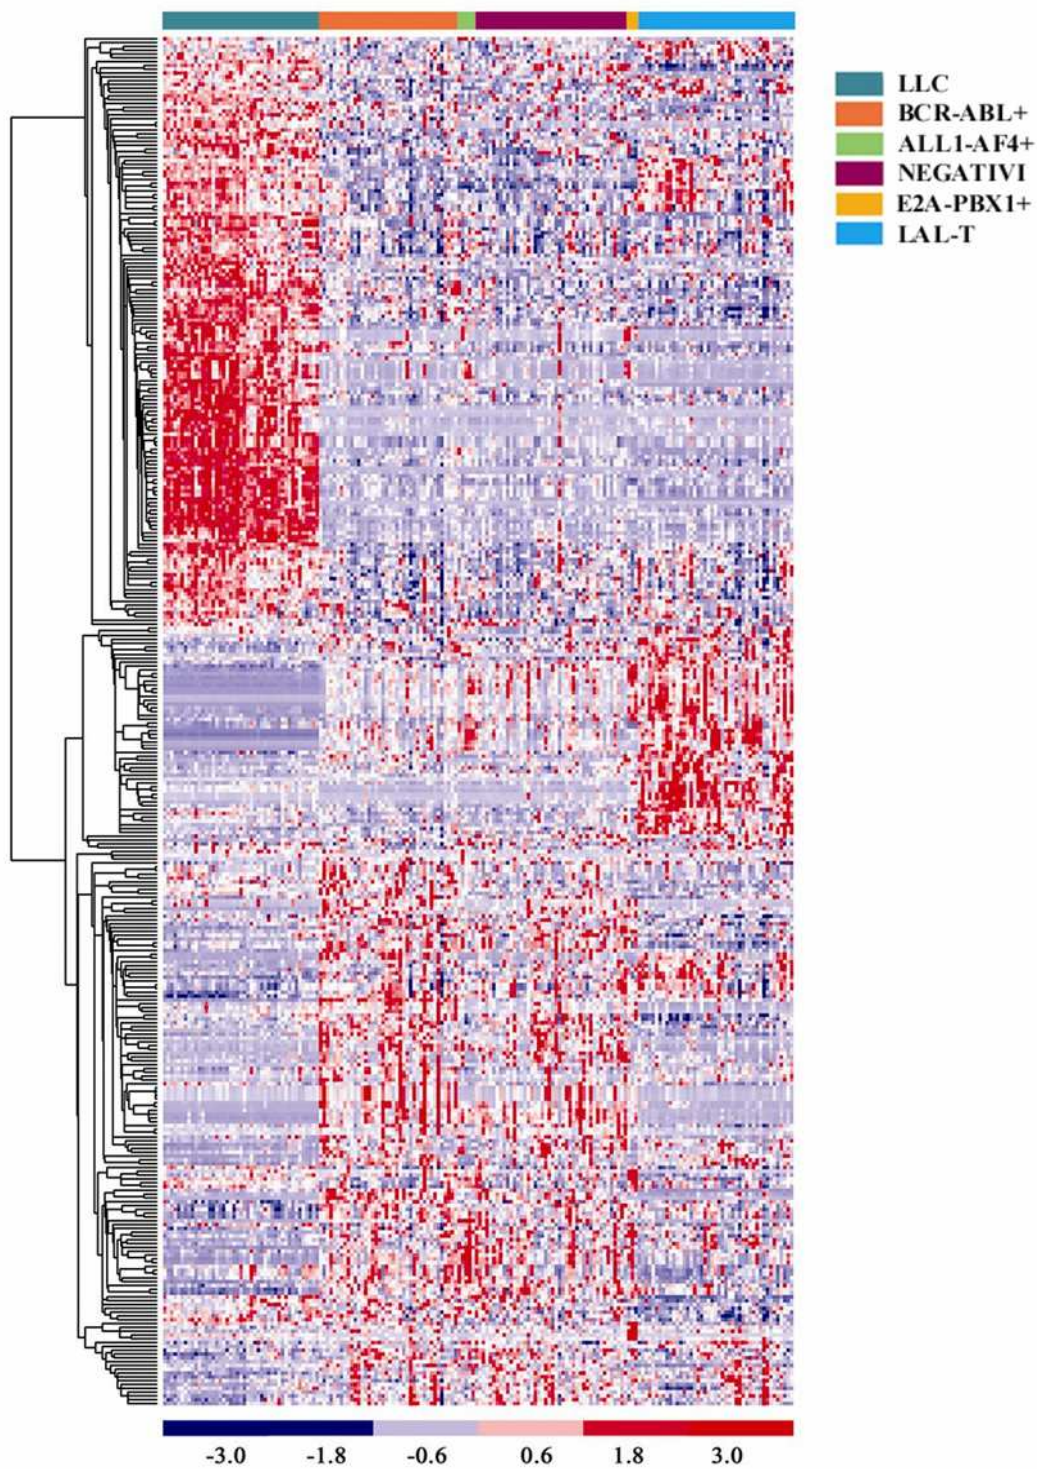 LLC
BCR-ABL+
ALL1-AF4+
NEGATIVI
E2A-PBX1+
LAL-T
-3.0 -1.8 -0.6 0.6 1.8 3.0